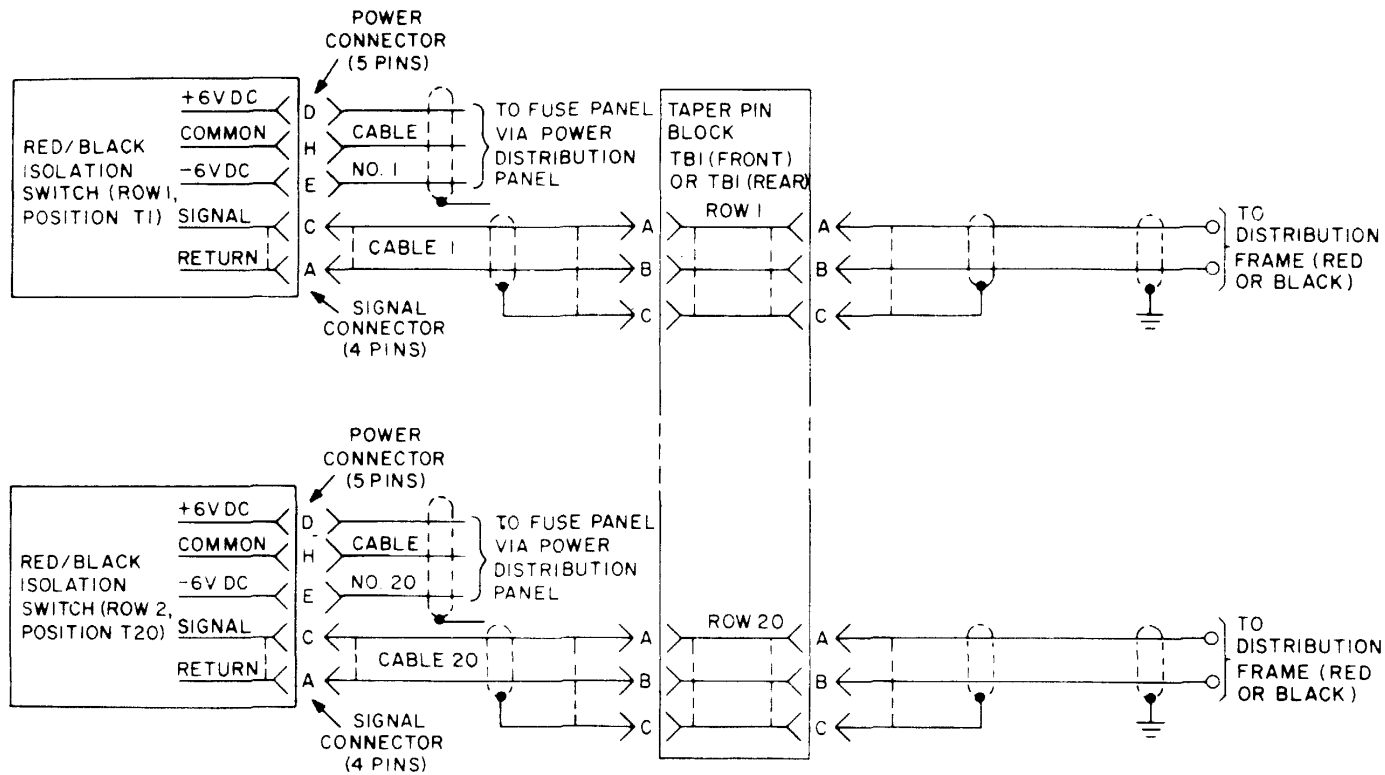 POWER
CONNECTOR
(5 PINS)
+6V DC
D
COMMON
H
CABLE
-6V DC
E
NO. 1
TO FUSE PANEL
VIA POWER
DISTRIBUTION
PANEL
RED/BLACK
ISOLATION
SWITCH (ROW 1,
POSITION T1)
SIGNAL
C
RETURN
A
CABLE 1
SIGNAL
CONNECTOR
(4 PINS)
TAPER PIN
BLOCK
TB1 (FRONT)
OR TB1 (REAR)
ROW 1
A
A
B
B
C
C
TO
DISTRIBUTION
FRAME (RED
OR BLACK)
POWER
CONNECTOR
(5 PINS)
+6V DC
D
COMMON
H
CABLE
-6V DC
E
NO. 20
TO FUSE PANEL
VIA POWER
DISTRIBUTION
PANEL
RED/BLACK
ISOLATION
SWITCH (ROW 2,
POSITION T20)
SIGNAL
C
RETURN
A
CABLE 20
SIGNAL
CONNECTOR
(4 PINS)
ROW 20
A
A
B
B
C
C
TO
DISTRIBUTION
FRAME (RED
OR BLACK)